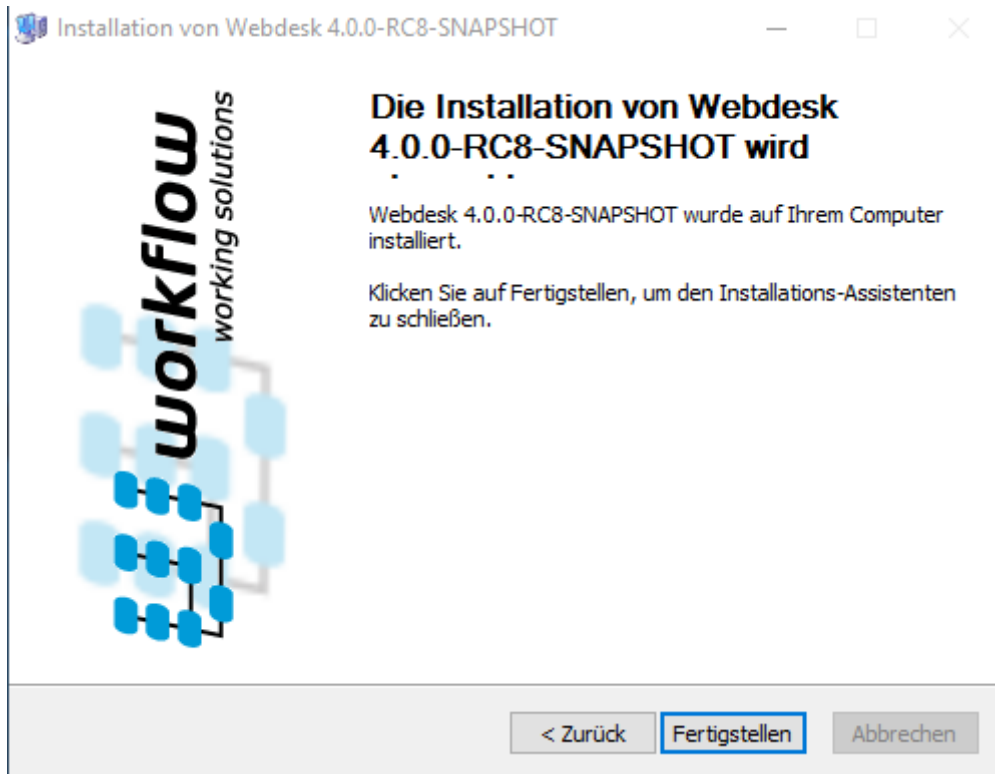 Installation von Webdesk 4.0.0-RC8-SNAPSHOT
workflow
working solutions
Die Installation von Webdesk
4.0.0-RC8-SNAPSHOT wird
Webdesk 4.0.0-RC8-SNAPSHOT wurde auf Ihrem Computer
installiert.
Klicken Sie auf Fertigstellen, um den Installations-Assistenten
zu schließen.
< Zurück
Fertigstellen
Abbrechen